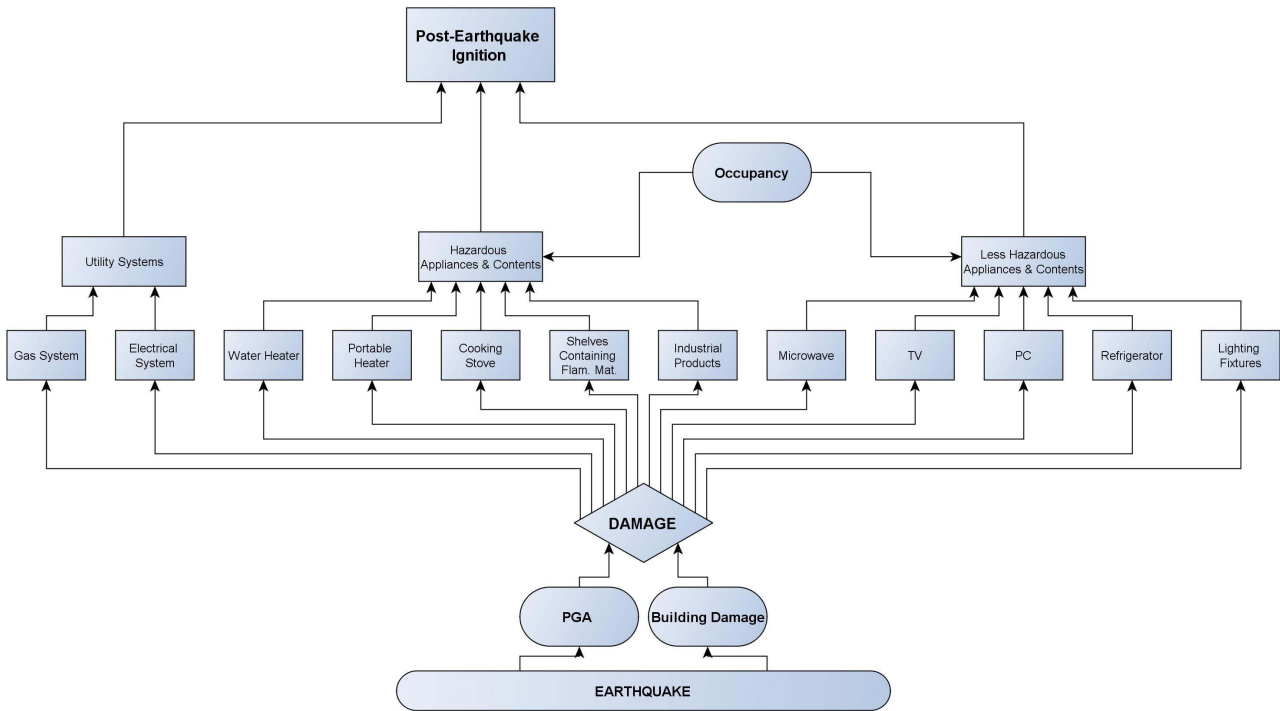 Post-Earthquake
Ignition
Occupancy
Utility Systems
Hazardous
Appliances & Contents
Less Hazardous
Appliances & Contents
Gas System
Electrical
System
Water Heater
Portable
Heater
Cooking
Stove
Shelves
Containing
Flam. Mat.
Industrial
Products
Microwave
TV
PC
Refrigerator
Lighting
Fixtures
DAMAGE
PGA
Building Damage
EARTHQUAKE